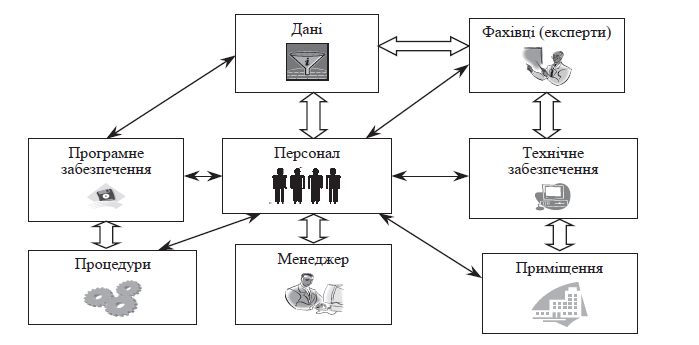 Дані
Фахівці (експерти)
Програмне
забезпечення
Персонал
Технічне
забезпечення
Процедури
Менеджер
Приміщення